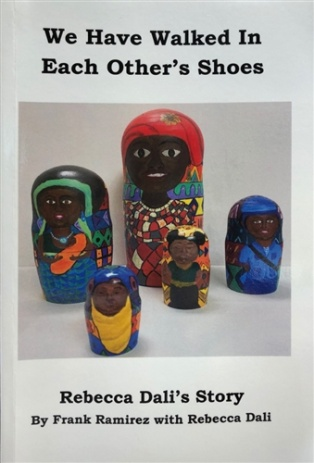 We Have Walked In
Each Other's Shoes
Rebecca Dali's Story
By Frank Ramirez with Rebecca Dali